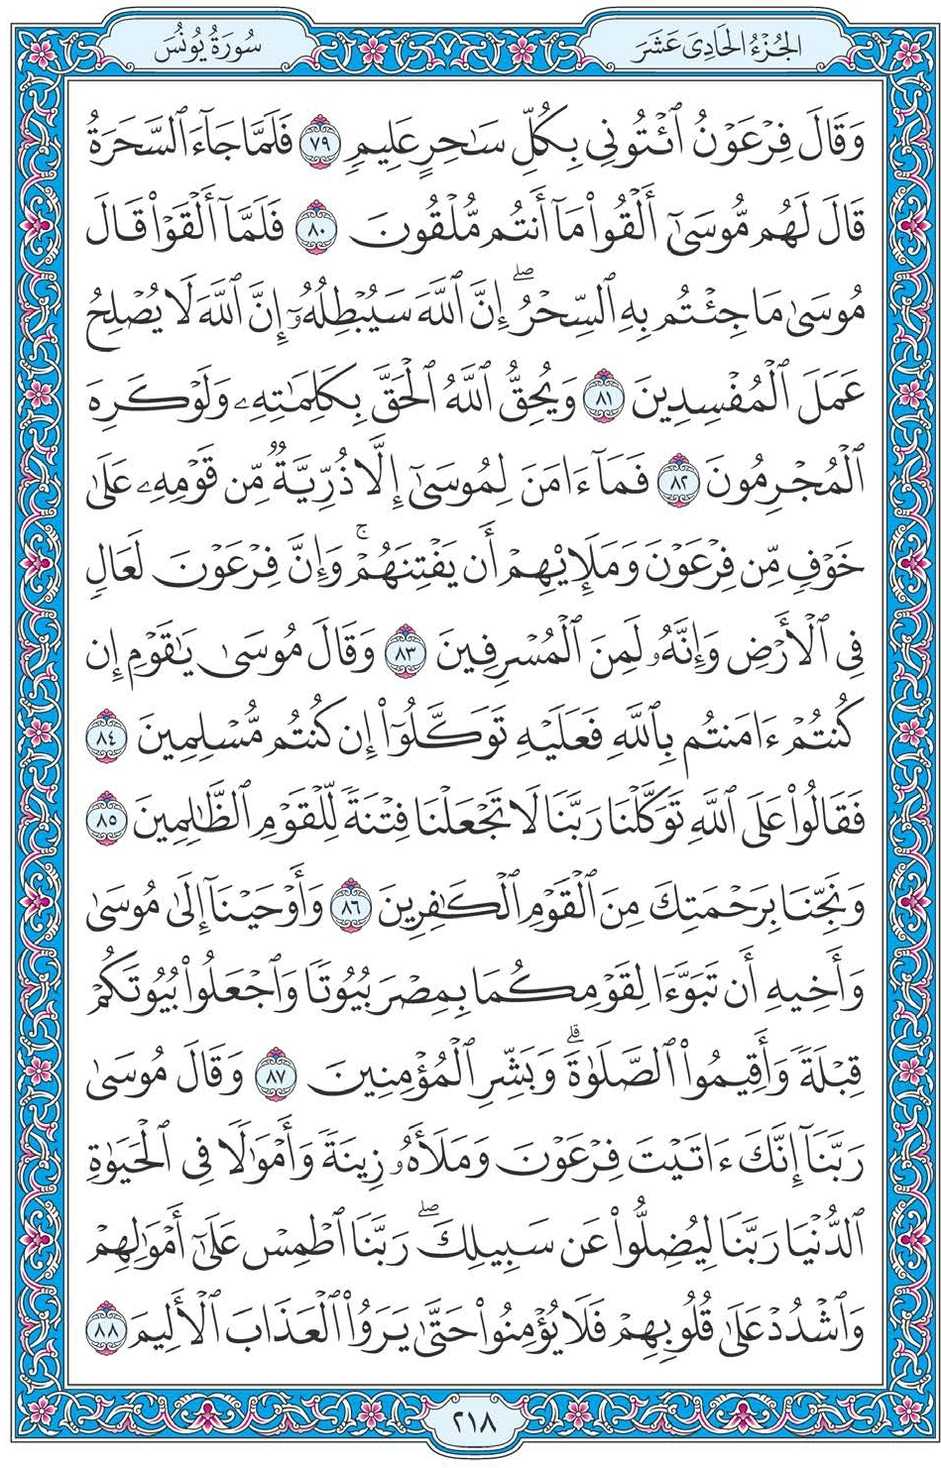 الجُزْءُ الحَادِى عَشَرَ
سُورَةُ يُونُسَ
وَقَالَ فِرْعَوْنُ ٱئْتُونِي بِكُلِّ سَٰحِرٍ عَلِيمٍ ٧٩ فَلَمَّا جَآءَ ٱلسَّحَرَةُ
قَالَ لَهُم مُّوسَىٰٓ أَلْقُوا۟ مَآ أَنتُم مُّلْقُونَ ٨٠ فَلَمَّآ أَلْقَوْا۟ قَالَ
مُوسَىٰ مَا جِئْتُم بِهِ ٱلسِّحْرُۖ إِنَّ ٱللَّهَ سَيُبْطِلُهُۥٓ إِنَّ ٱللَّهَ لَا يُصْلِحُ
عَمَلَ ٱلْمُفْسِدِينَ ٨١ وَيُحِقُّ ٱللَّهُ ٱلْحَقَّ بِكَلِمَٰتِهِۦ وَلَوْ كَرِهَ
ٱلْمُجْرِمُونَ ٨٢ فَمَآ ءَامَنَ لِمُوسَىٰٓ إِلَّا ذُرِّيَّةٌ مِّن قَوْمِهِۦ عَلَىٰ
خَوْفٍ مِّن فِرْعَوْنَ وَمَلَإِي۟هِمْ أَن يَفْتِنَهُمْۚ وَإِنَّ فِرْعَوْنَ لَعَالٍ
فِي ٱلْأَرْضِ وَإِنَّهُۥ لَمِنَ ٱلْمُسْرِفِينَ ٨٣ وَقَالَ مُوسَىٰ يَٰقَوْمِ إِن
كُنتُمْ ءَامَنتُم بِٱللَّهِ فَعَلَيْهِ تَوَكَّلُوٓا۟ إِن كُنتُم مُّسْلِمِينَ ٨٤
فَقَالُوا۟ عَلَى ٱللَّهِ تَوَكَّلْنَا رَبَّنَا لَا تَجْعَلْنَا فِتْنَةً لِّلْقَوْمِ ٱلظَّٰلِمِينَ ٨٥
وَنَجِّنَا بِرَحْمَتِكَ مِنَ ٱلْقَوْمِ ٱلْكَٰفِرِينَ ٨٦ وَأَوْحَيْنَآ إِلَىٰ مُوسَىٰ
وَأَخِيهِ أَن تَبَوَّءَا لِقَوْمِكُمَا بِمِصْرَ بُيُوتًا وَٱجْعَلُوا۟ بُيُوتَكُمْ
قِبْلَةً وَأَقِيمُوا۟ ٱلصَّلَوٰةَۗ وَبَشِّرِ ٱلْمُؤْمِنِينَ ٨٧ وَقَالَ مُوسَىٰ
رَبَّنَآ إِنَّكَ ءَاتَيْتَ فِرْعَوْنَ وَمَلَأَهُۥ زِينَةً وَأَمْوَٰلًا فِي ٱلْحَيَوٰةِ
ٱلدُّنْيَا رَبَّنَا لِيُضِلُّوا۟ عَن سَبِيلِكَۖ رَبَّنَا ٱطْمِسْ عَلَىٰٓ أَمْوَٰلِهِمْ
وَٱشْدُدْ عَلَىٰ قُلُوبِهِمْ فَلَا يُؤْمِنُوا۟ حَتَّىٰ يَرَوُا۟ ٱلْعَذَابَ ٱلْأَلِيمَ ٨٨
٢١٨